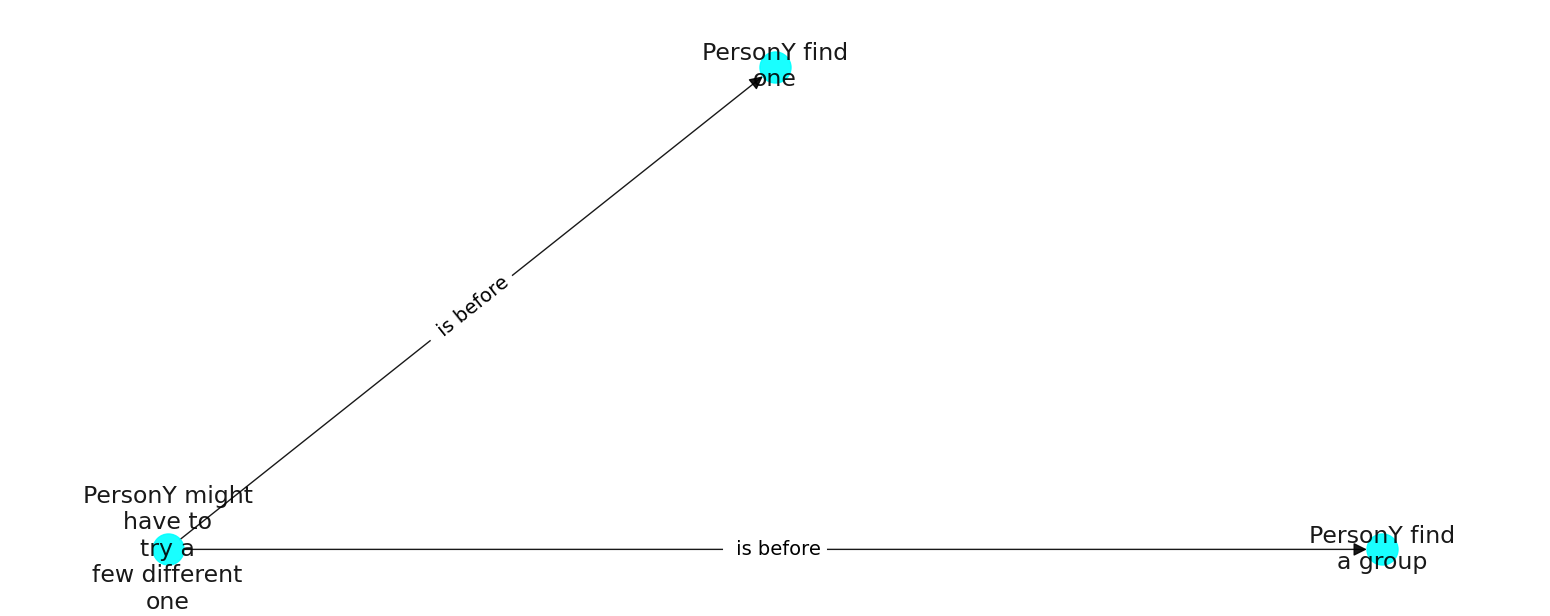 PersonY find
one
is before
PersonY might
have to
try a
few different
one
is before
PersonY find
a group